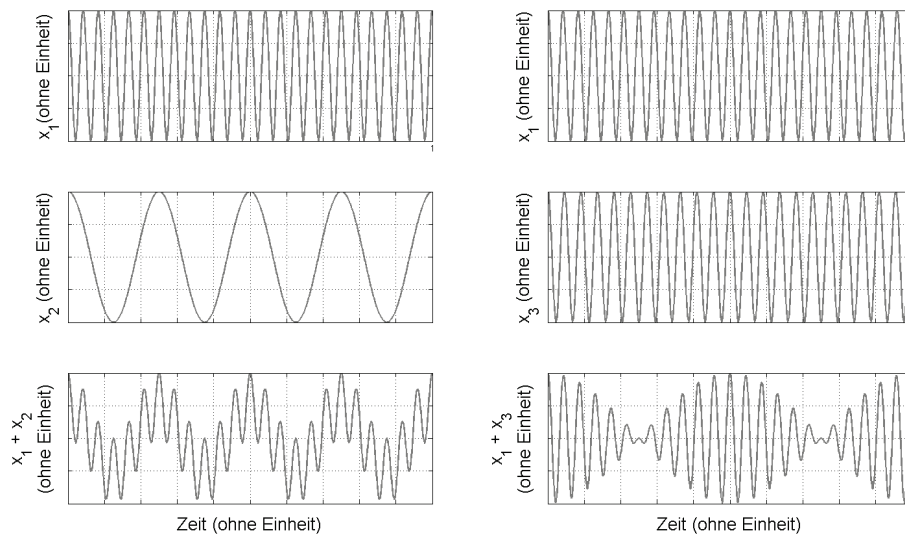 x1(ohne Einheit)
1
x1 (ohne Einheit)
x2 (ohne Einheit)
x3 (ohne Einheit)
x1 + x2
(ohne Einheit)
x1 + x3
(ohne Einheit)
Zeit (ohne Einheit)
Zeit (ohne Einheit)